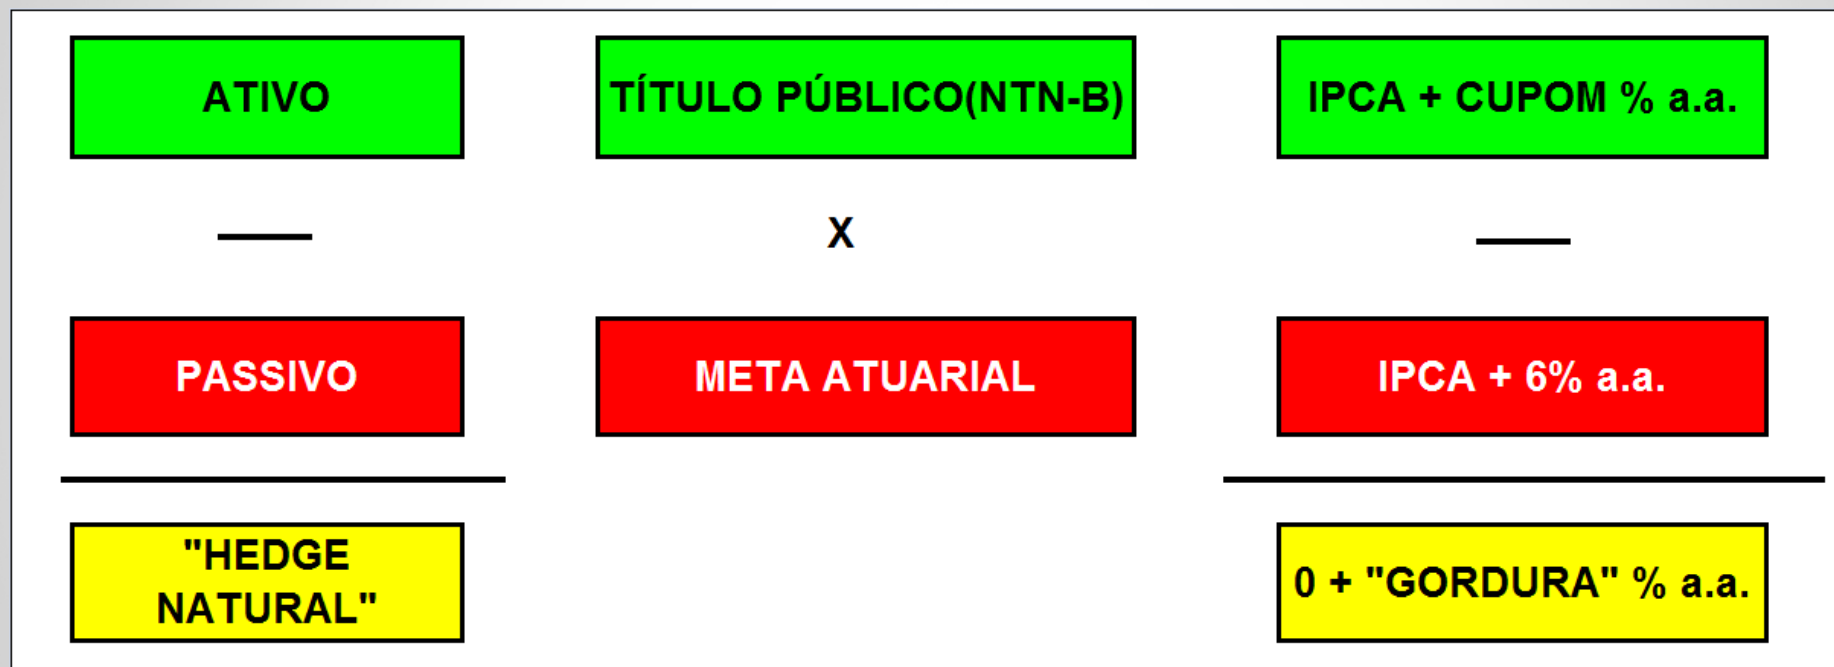 ATIVO
TÍTULO PÚBLICO(NTN-B)
IPCA + CUPOM % a.a.
X
PASSIVO
META ATUARIAL
IPCA + 6% a.a.
"HEDGE
NATURAL"
0 + "GORDURA" % a.a.